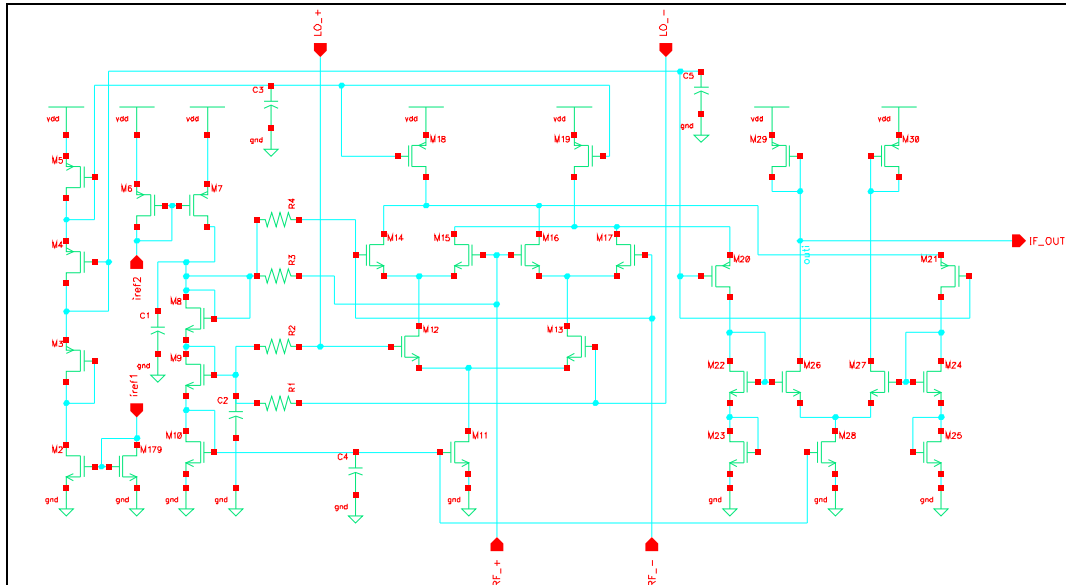 LO_+
LO_-
C3
C5
vdd
vdd
vdd
vdd
vdd
vdd
vdd
gnd
gnd
M5
M6
M7
M18
M19
M29
M30
R4
M4
M14
M15
M16
M17
IF_OUT
out1
R3
M20
M21
iref2
M8
C1
R2
M12
M13
M3
M9
gnd
M22
M26
M27
M24
R1
iref1
C2
M2
M179
M10
M11
M23
M28
M25
C4
gnd
gnd
gnd
gnd
gnd
gnd
gnd
gnd
gnd
RF_+
RF_-